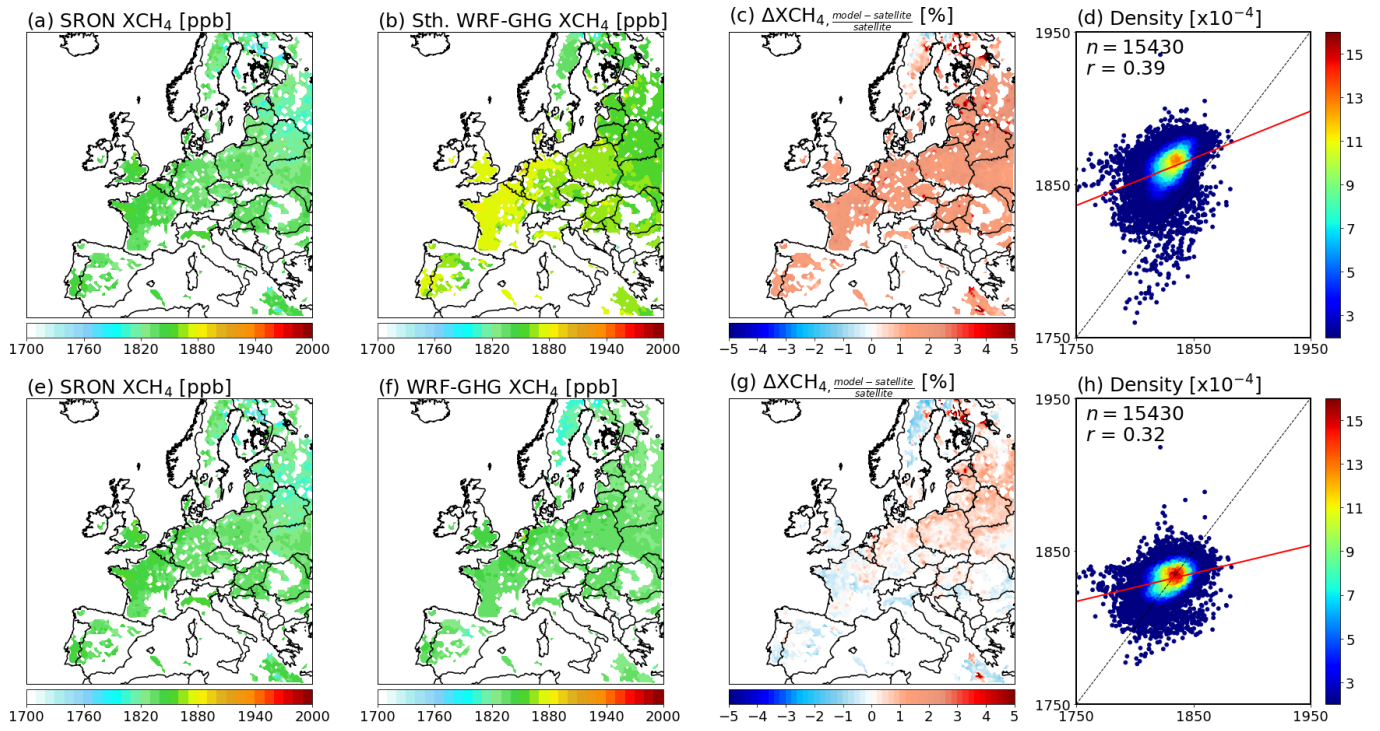 (a) SRON XCH₄ [ppb]
(b) Sth. WRF-GHG XCH₄ [ppb]
(c) ΔXCH₄, model−satellite/satellite [%]
(d) Density [x10⁻⁴]
1700 1760 1820 1880 1940 2000
1700 1760 1820 1880 1940 2000
−5 −4 −3 −2 −1 0 1 2 3 4 5
n = 15430
r = 0.39
1950
1850
1750
1750 1850 1950
15
13
11
9
7
5
3
(e) SRON XCH₄ [ppb]
(f) WRF-GHG XCH₄ [ppb]
(g) ΔXCH₄, model−satellite/satellite [%]
(h) Density [x10⁻⁴]
1700 1760 1820 1880 1940 2000
1700 1760 1820 1880 1940 2000
−5 −4 −3 −2 −1 0 1 2 3 4 5
n = 15430
r = 0.32
1950
1850
1750
1750 1850 1950
15
13
11
9
7
5
3